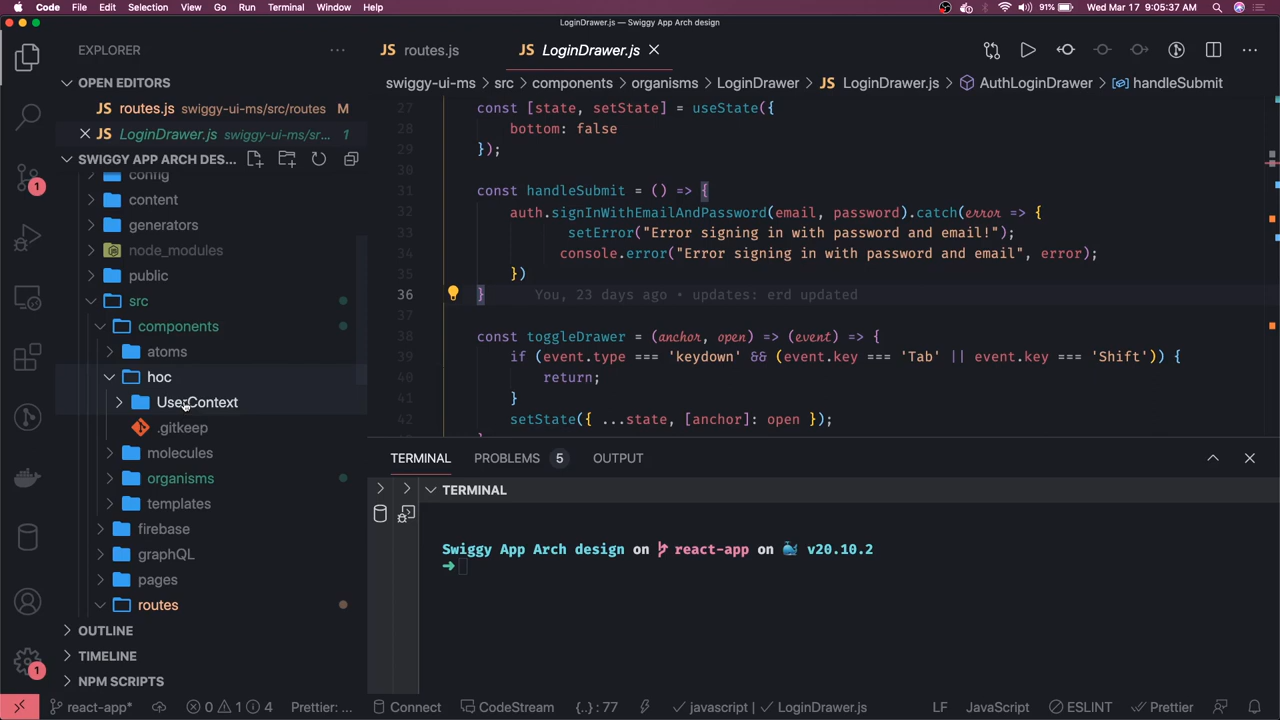 Code File Edit Selection View Go Run Terminal Window Help 91% Wed Mar 17 9:05:37 AM
LoginDrawer.js — Swiggy App Arch design
EXPLORER
OPEN EDITORS
routes.js swiggy-ui-ms/src/routes M
LoginDrawer.js swiggy-ui-ms/sr... 1
SWIGGY APP ARCH DES...
config
content
generators
node_modules
public
src
components
atoms
hoc
UserContext
.gitkeep
molecules
organisms
templates
firebase
graphQL
pages
routes
OUTLINE
TIMELINE
NPM SCRIPTS
1
1
JS routes.js JS LoginDrawer.js
swiggy-ui-ms > src > components > organisms > LoginDrawer > JS LoginDrawer.js > AuthLoginDrawer > handleSubmit
27 const [state, setState] = useState({
28 bottom: false
29 });
30
31 const handleSubmit = () => {
32 auth.signInWithEmailAndPassword(email, password).catch(error => {
33 setError("Error signing in with password and email!");
34 console.error("Error signing in with password and email", error);
35 })
36 } You, 23 days ago • updates: erd updated
37
38 const toggleDrawer = (anchor, open) => (event) => {
39 if (event.type === 'keydown' && (event.key === 'Tab' || event.key === 'Shift')) {
40 return;
41 }
42 setState({ ...state, [anchor]: open });
TERMINAL PROBLEMS 5 OUTPUT
TERMINAL
Swiggy App Arch design on react-app on 🐳 v20.10.2
➜
react-app* 0 1 4 Prettier: ... Connect CodeStream {..} : 77 javascript | LoginDrawer.js LF JavaScript ESLINT Prettier